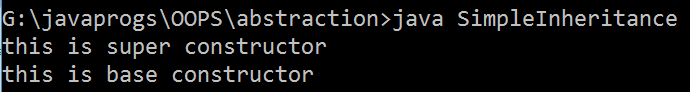 G:\javaprogs\OOPS\abstraction>java SimpleInheritance
this is super constructor
this is base constructor